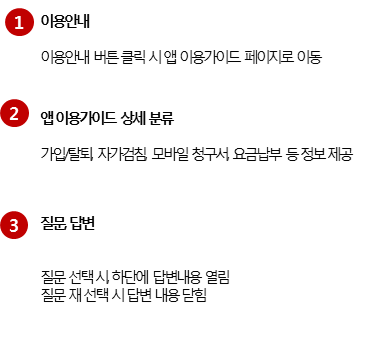 1 이용안내
이용안내 버튼 클릭 시 앱 이용가이드 페이지로 이동
2 앱 이용가이드 상세 분류
가입/탈퇴, 자가검침, 모바일 청구서, 요금납부 등 정보 제공
3 질문, 답변
질문 선택 시, 하단에 답변내용 열림
질문 재 선택 시 답변 내용 닫힘